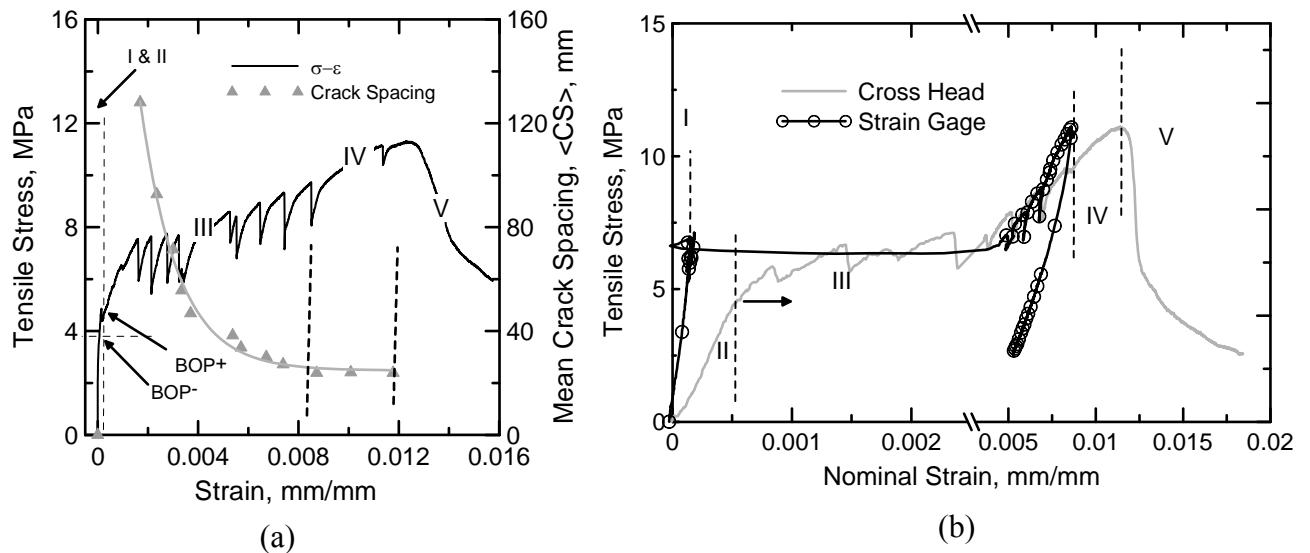 16
12
8
4
0
Tensile Stress, MPa
160
120
80
40
0
Mean Crack Spacing, <CS>, mm
I & II
σ-ε
Crack Spacing
III
IV
V
BOP+
BOP-
0
0.004
0.008
0.012
0.016
Strain, mm/mm
(a)
15
10
5
0
Tensile Stress, MPa
Cross Head
Strain Gage
I
II
III
IV
V
0
0.001
0.002
0.005
0.01
0.015
0.02
Nominal Strain, mm/mm
(b)